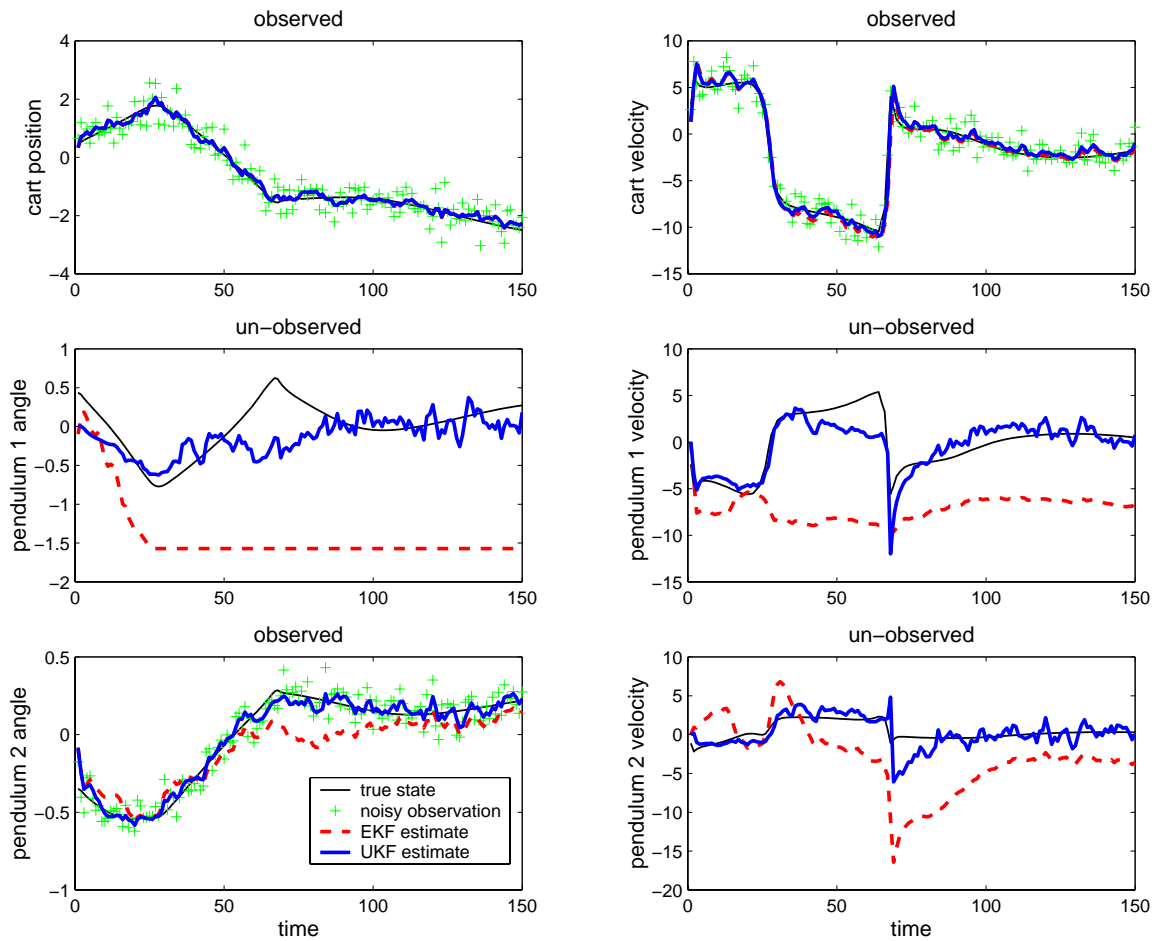 observed
4
2
0
−2
−4
cart position
0 50 100 150
observed
10
5
0
−5
−10
−15
cart velocity
0 50 100 150
un−observed
1
0.5
0
−0.5
−1
−1.5
−2
pendulum 1 angle
0 50 100 150
un−observed
10
5
0
−5
−10
−15
pendulum 1 velocity
0 50 100 150
observed
0.5
0
−0.5
−1
pendulum 2 angle
true state
noisy observation
EKF estimate
UKF estimate
0 50 100 150
time
un−observed
10
5
0
−5
−10
−15
−20
pendulum 2 velocity
0 50 100 150
time